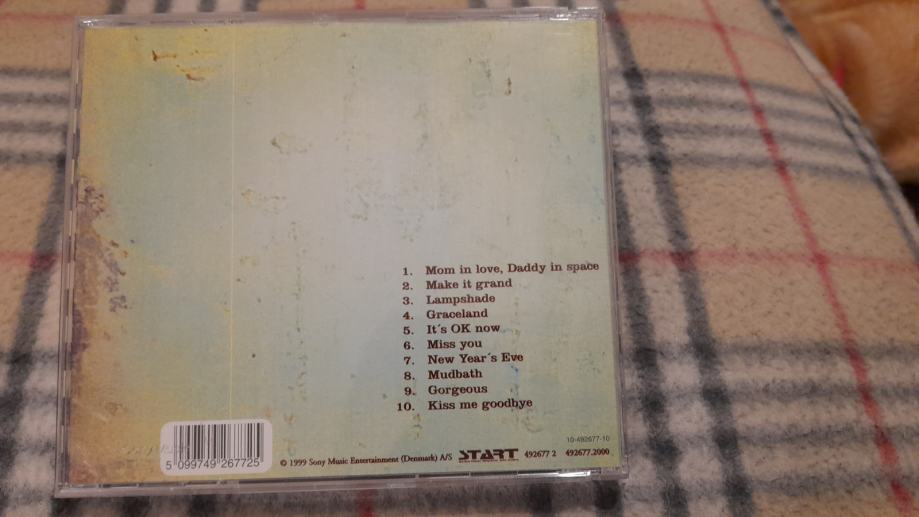 1. Mom in love, Daddy in space
2. Make it grand
3. Lampshade
4. Graceland
5. It´s OK now
6. Miss you
7. New Year´s Eve
8. Mudbath
9. Gorgeous
10. Kiss me goodbye
10-492677-10
5 099749 267725
© 1999 Sony Music Entertainment (Denmark) A/S START 492677 2 492677.2000